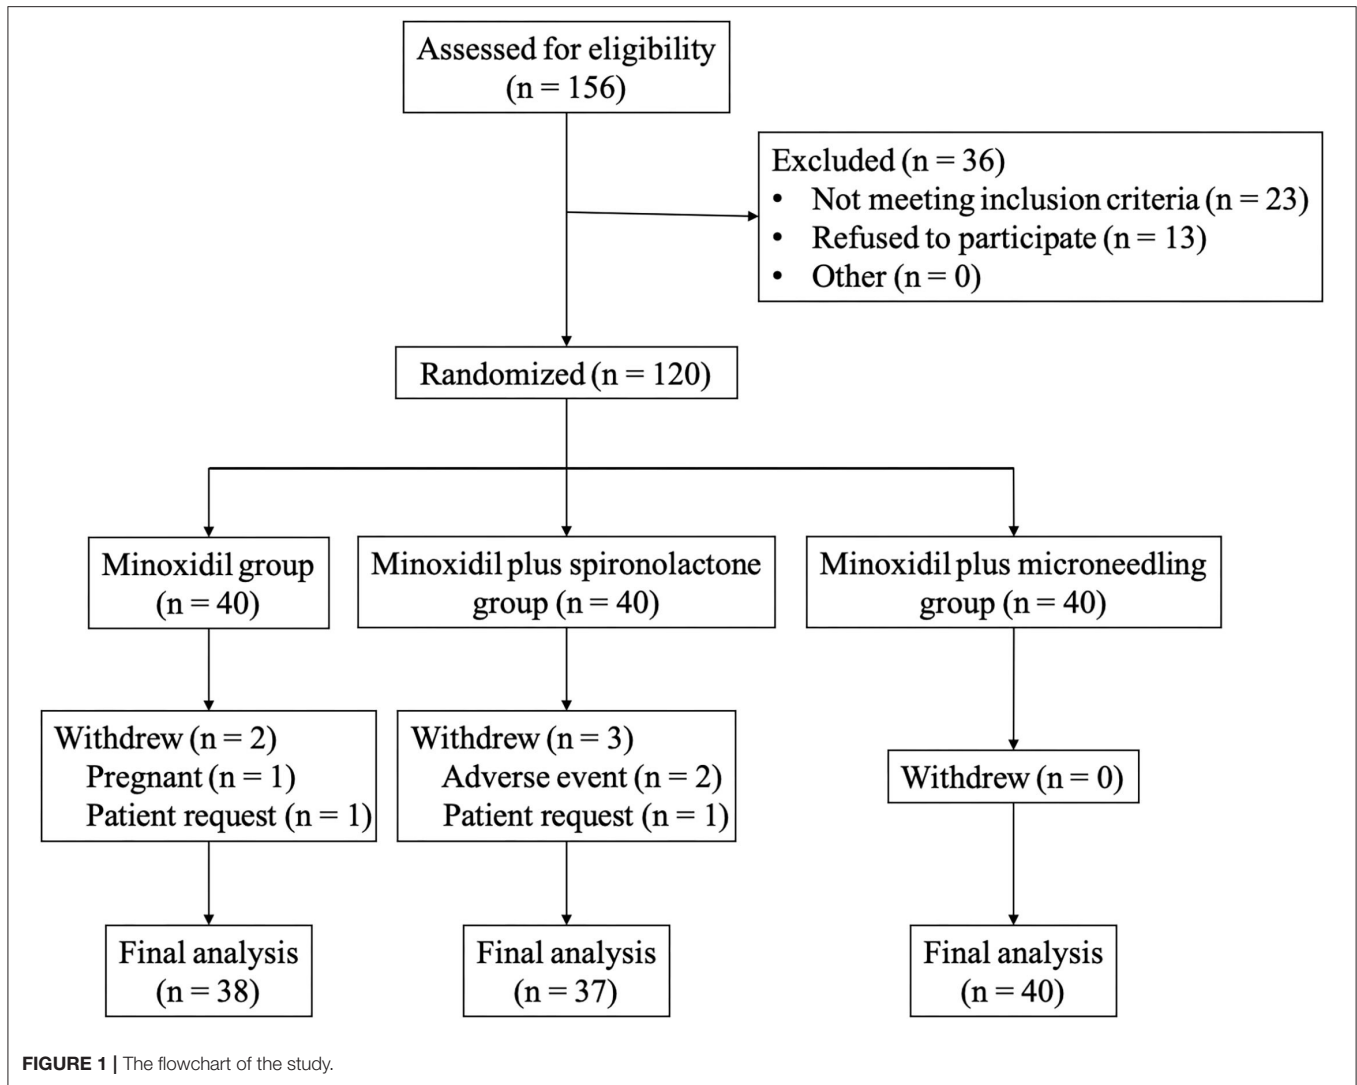 Assessed for eligibility
(n = 156)
Excluded (n = 36)
• Not meeting inclusion criteria (n = 23)
• Refused to participate (n = 13)
• Other (n = 0)
Randomized (n = 120)
Minoxidil group
(n = 40)
Minoxidil plus spironolactone
group (n = 40)
Minoxidil plus microneedling
group (n = 40)
Withdrew (n = 2)
Pregnant (n = 1)
Patient request (n = 1)
Withdrew (n = 3)
Adverse event (n = 2)
Patient request (n = 1)
Withdrew (n = 0)
Final analysis
(n = 38)
Final analysis
(n = 37)
Final analysis
(n = 40)
FIGURE 1 | The flowchart of the study.